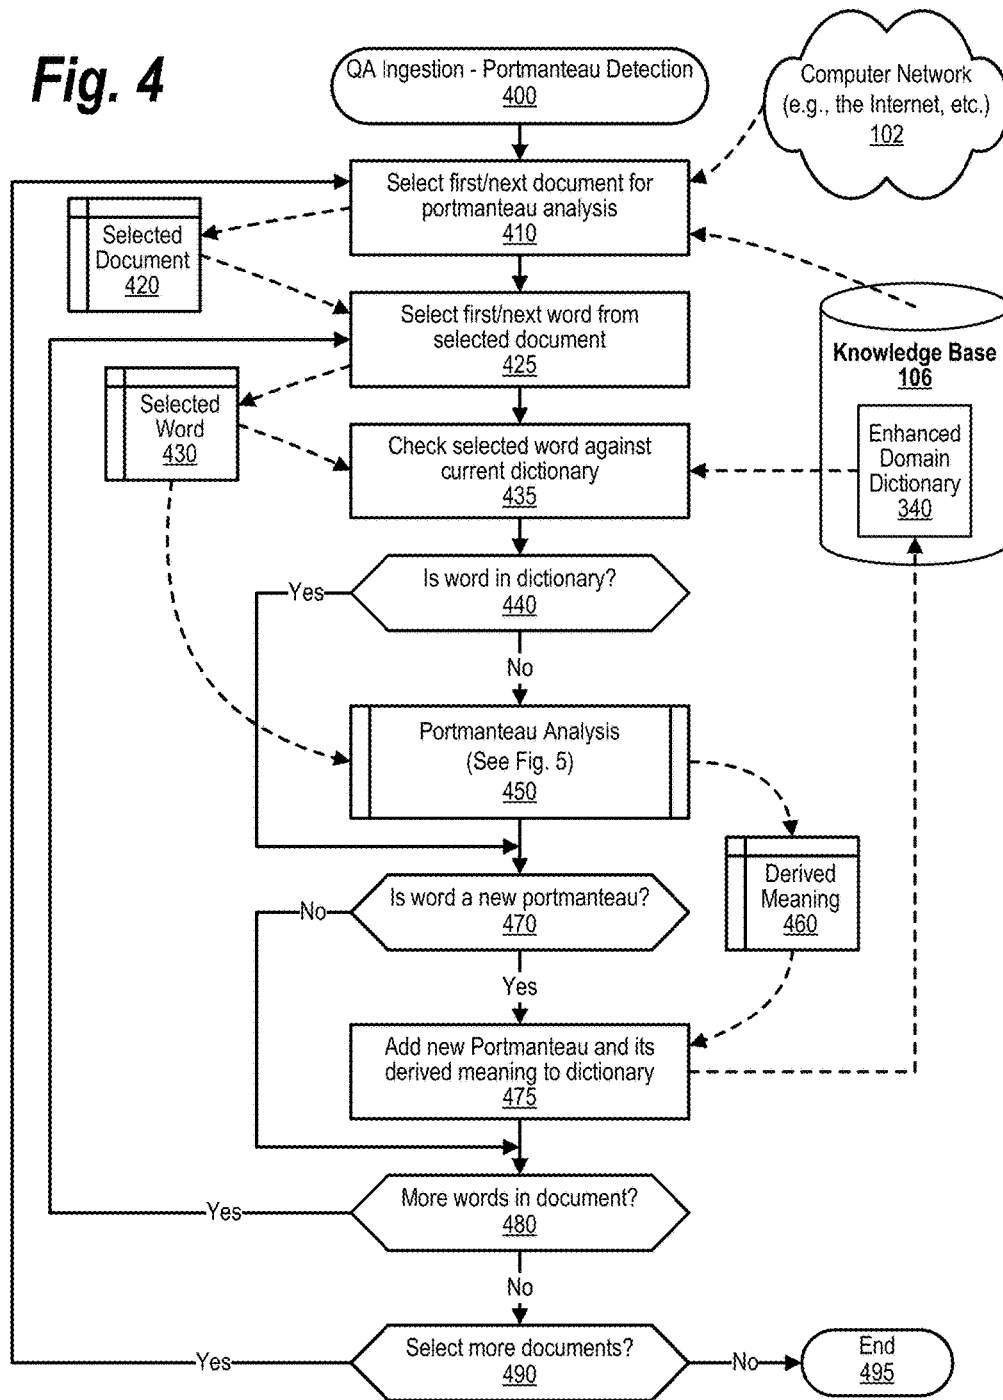 Fig. 4
QA Ingestion - Portmanteau Detection
400
Computer Network
(e.g., the Internet, etc.)
102
Select first/next document for
portmanteau analysis
410
Selected
Document
420
Select first/next word from
selected document
425
Knowledge Base
106
Selected
Word
430
Check selected word against
current dictionary
435
Enhanced
Domain
Dictionary
340
Is word in dictionary?
440
Yes
No
Portmanteau Analysis
(See Fig. 5)
450
Derived
Meaning
460
Is word a new portmanteau?
470
No
Yes
Add new Portmanteau and its
derived meaning to dictionary
475
More words in document?
480
Yes
No
Select more documents?
490
Yes
No
End
495